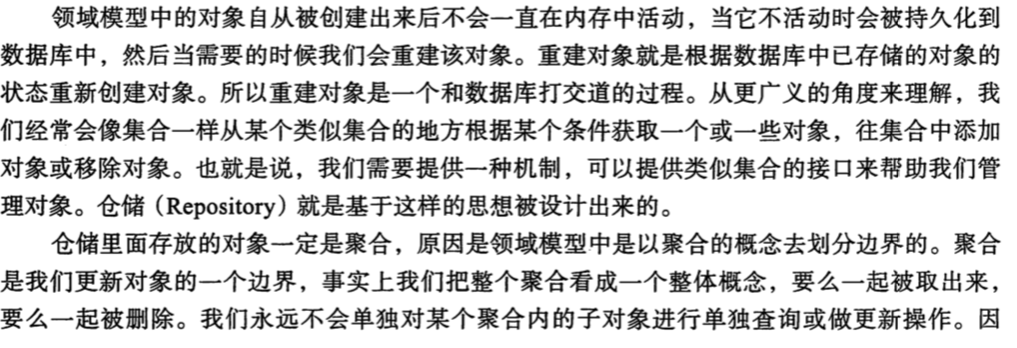 领域模型中的对象自从被创建出来后不会一直在内存中活动，当它不活动时会被持久化到
数据库中，然后当需要的时候我们会重建该对象。重建对象就是根据数据库中已存储的对象的
状态重新创建对象。所以重建对象是一个和数据库打交道的过程。从更广义的角度来理解，我
们经常会像集合一样从某个类似集合的地方根据某个条件获取一个或一些对象，往集合中添加
对象或移除对象。也就是说，我们需要提供一种机制，可以提供类似集合的接口来帮助我们管
理对象。仓储（Repository）就是基于这样的思想被设计出来的。
仓储里面存放的对象一定是聚合，原因是领域模型中是以聚合的概念去划分边界的。聚合
是我们更新对象的一个边界，事实上我们把整个聚合看成一个整体概念，要么一起被取出来，
要么一起被删除。我们永远不会单独对某个聚合内的子对象进行单独查询或做更新操作。因